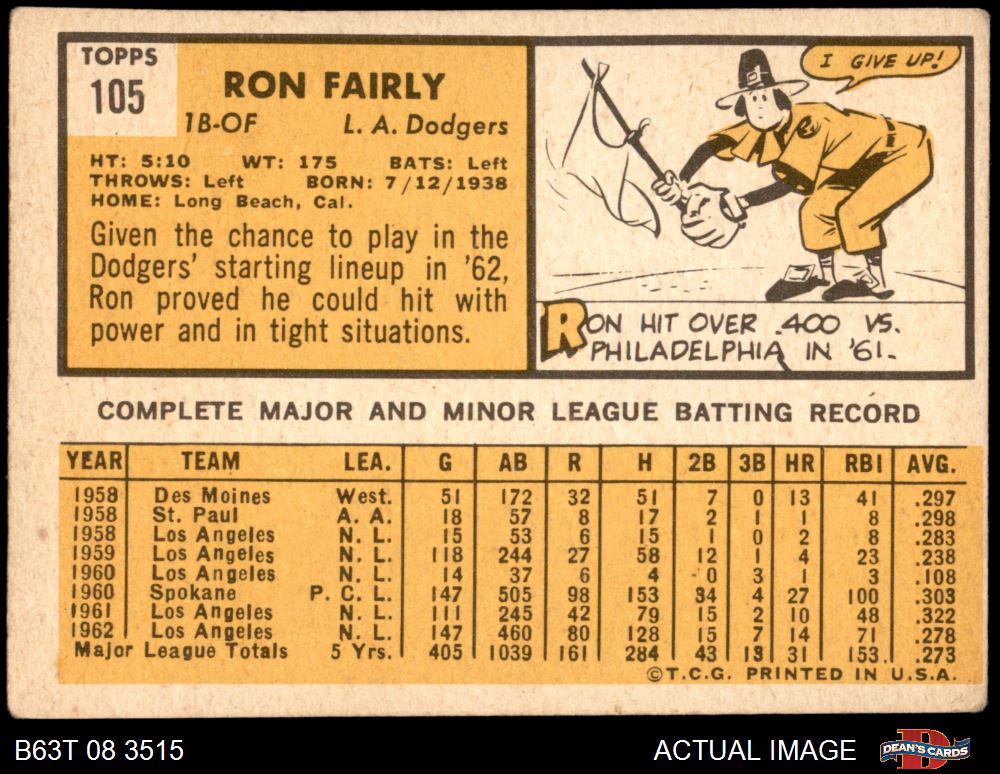 TOPPS
105
RON FAIRLY
1B-OF L. A. Dodgers
HT: 5:10 WT: 175 BATS: Left
THROWS: Left BORN: 7/12/1938
HOME: Long Beach, Cal.
Given the chance to play in the
Dodgers' starting lineup in '62,
Ron proved he could hit with
power and in tight situations.
I GIVE UP!
RON HIT OVER .400 VS.
PHILADELPHIA IN '61.
COMPLETE MAJOR AND MINOR LEAGUE BATTING RECORD
YEAR TEAM LEA. G AB R H 2B 3B HR RBI AVG.
1958 Des Moines West. 51 172 32 51 7 0 13 41 .297
1958 St. Paul A. A. 18 57 8 17 2 1 1 8 .298
1958 Los Angeles N. L. 15 53 6 15 1 0 2 8 .283
1959 Los Angeles N. L. 118 244 27 58 12 1 4 23 .238
1960 Los Angeles N. L. 14 37 6 4 0 3 1 3 .108
1960 Spokane P. C. L. 147 505 98 153 34 4 27 100 .303
1961 Los Angeles N. L. 111 245 42 79 15 2 10 48 .322
1962 Los Angeles N. L. 147 460 80 128 15 7 14 71 .278
Major League Totals 5 Yrs. 405 1039 161 284 43 13 31 153 .273
©T.C.G. PRINTED IN U.S.A.
B63T 08 3515 ACTUAL IMAGE DEAN'S CARDS